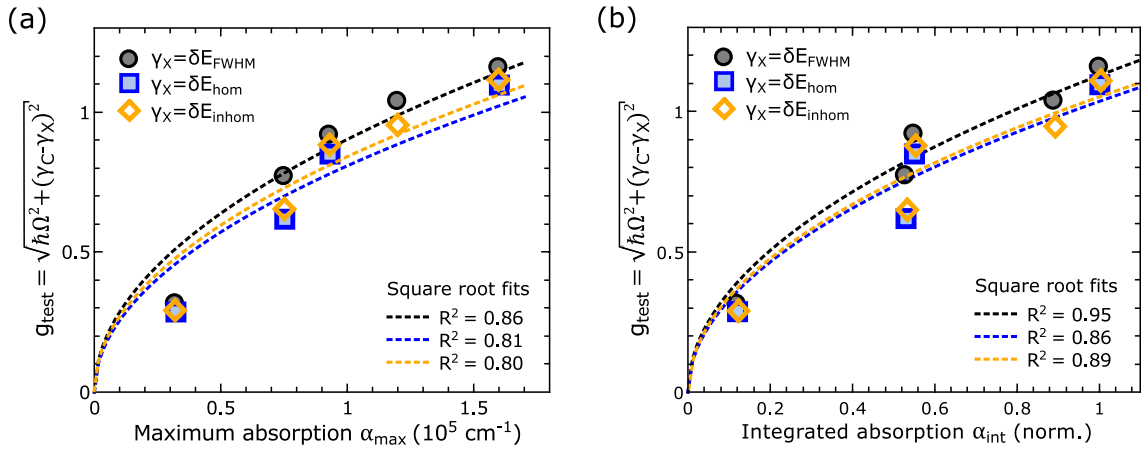 (a)
γX=δEFWHM
γX=δEhom
γX=δEinhom
gtest = √ħΩ²+(γC-γX)²
1
0.5
0
Square root fits
R² = 0.86
R² = 0.81
R² = 0.80
0 0.5 1 1.5
Maximum absorption αmax (10⁵ cm⁻¹)
(b)
γX=δEFWHM
γX=δEhom
γX=δEinhom
gtest = √ħΩ²+(γC-γX)²
1
0.5
0
Square root fits
R² = 0.95
R² = 0.86
R² = 0.89
0 0.2 0.4 0.6 0.8 1
Integrated absorption αint (norm.)